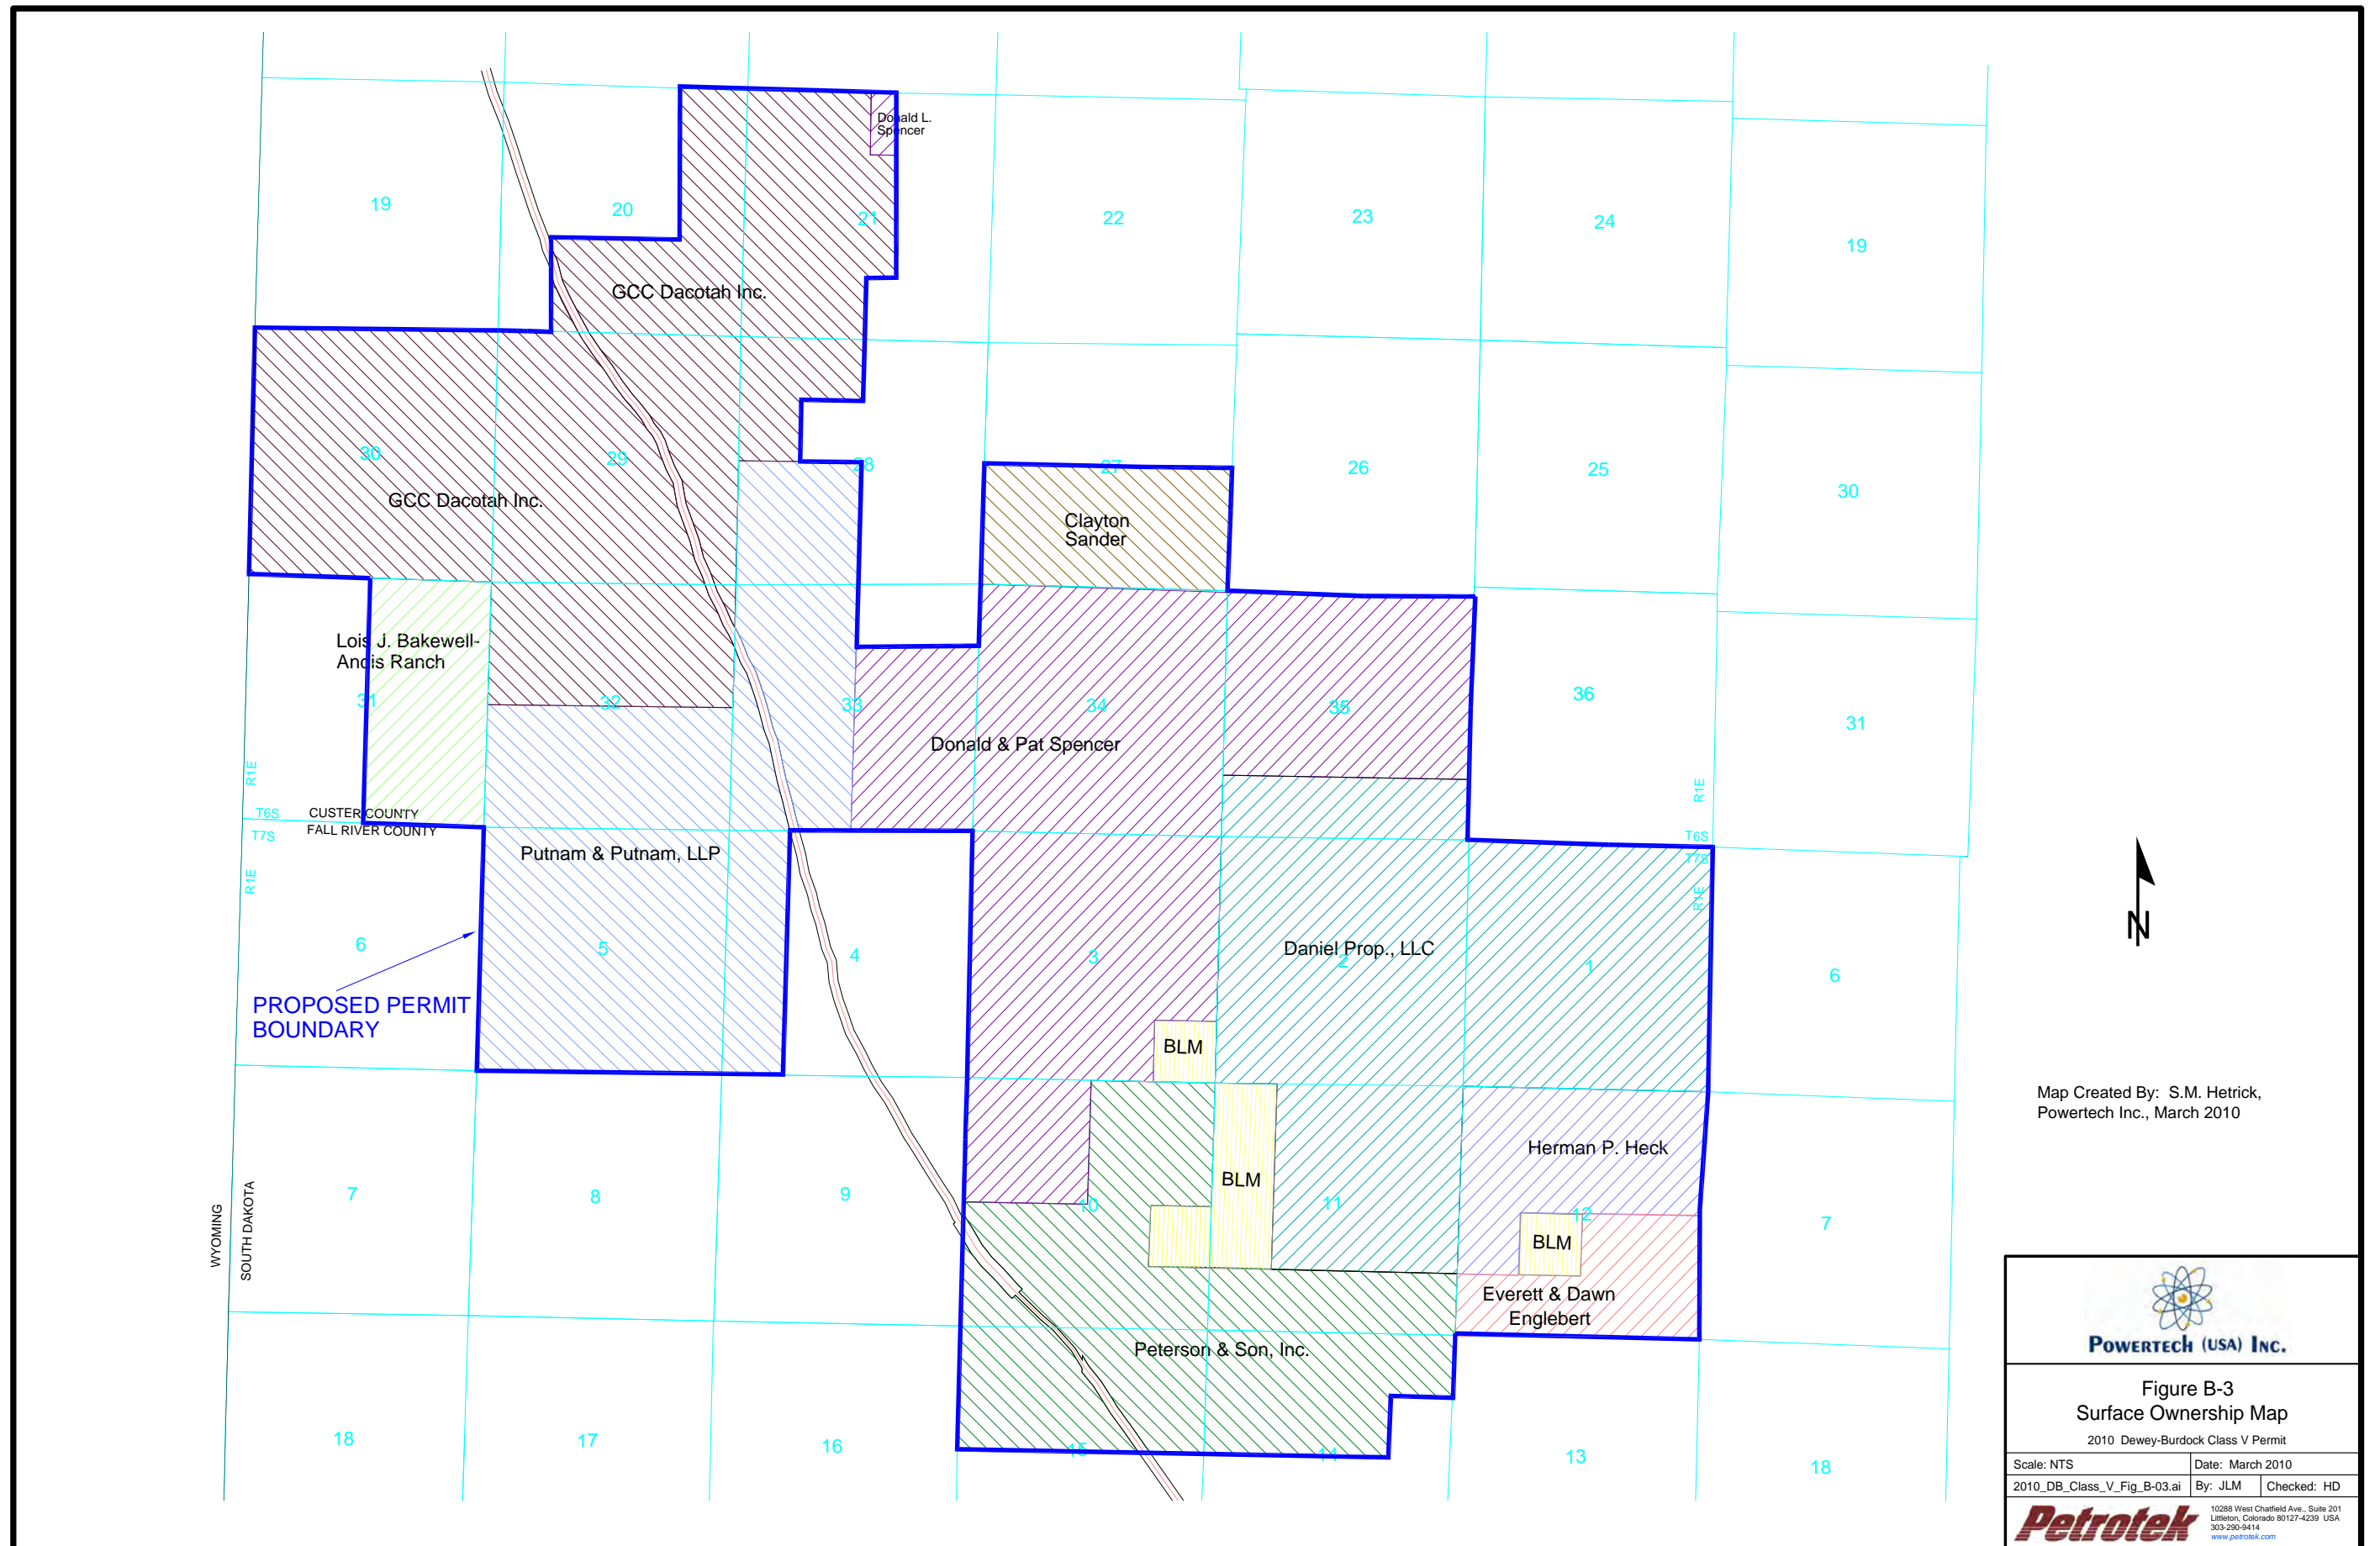 Donald L.
Spencer
19
20
21
22
23
24
19
GCC Dacotah Inc.
30
29
28
27
26
25
30
GCC Dacotah Inc.
Clayton
Sander
Lois J. Bakewell-
Andis Ranch
31
32
33
34
35
36
31
Donald & Pat Spencer
R1E
R1E
T6S
CUSTER COUNTY
T7S
FALL RIVER COUNTY
T6S
T7S
R1E
R1E
Putnam & Putnam, LLP
6
5
4
3
Daniel Prop., LLC
2
1
6
PROPOSED PERMIT
BOUNDARY
BLM
N
Map Created By: S.M. Hetrick,
Powertech Inc., March 2010
Herman P. Heck
BLM
7
8
9
10
11
12
7
WYOMING
SOUTH DAKOTA
BLM
Everett & Dawn
Englebert
Peterson & Son, Inc.
18
17
16
15
14
13
18
POWERTECH (USA) INC.
Figure B-3
Surface Ownership Map
2010 Dewey-Burdock Class V Permit
Scale: NTS
Date: March 2010
2010_DB_Class_V_Fig_B-03.ai
By: JLM
Checked: HD
Petrotek
10288 West Chatfield Ave., Suite 201
Littleton, Colorado 80127-4239 USA
303-290-9414
www.petrotek.com